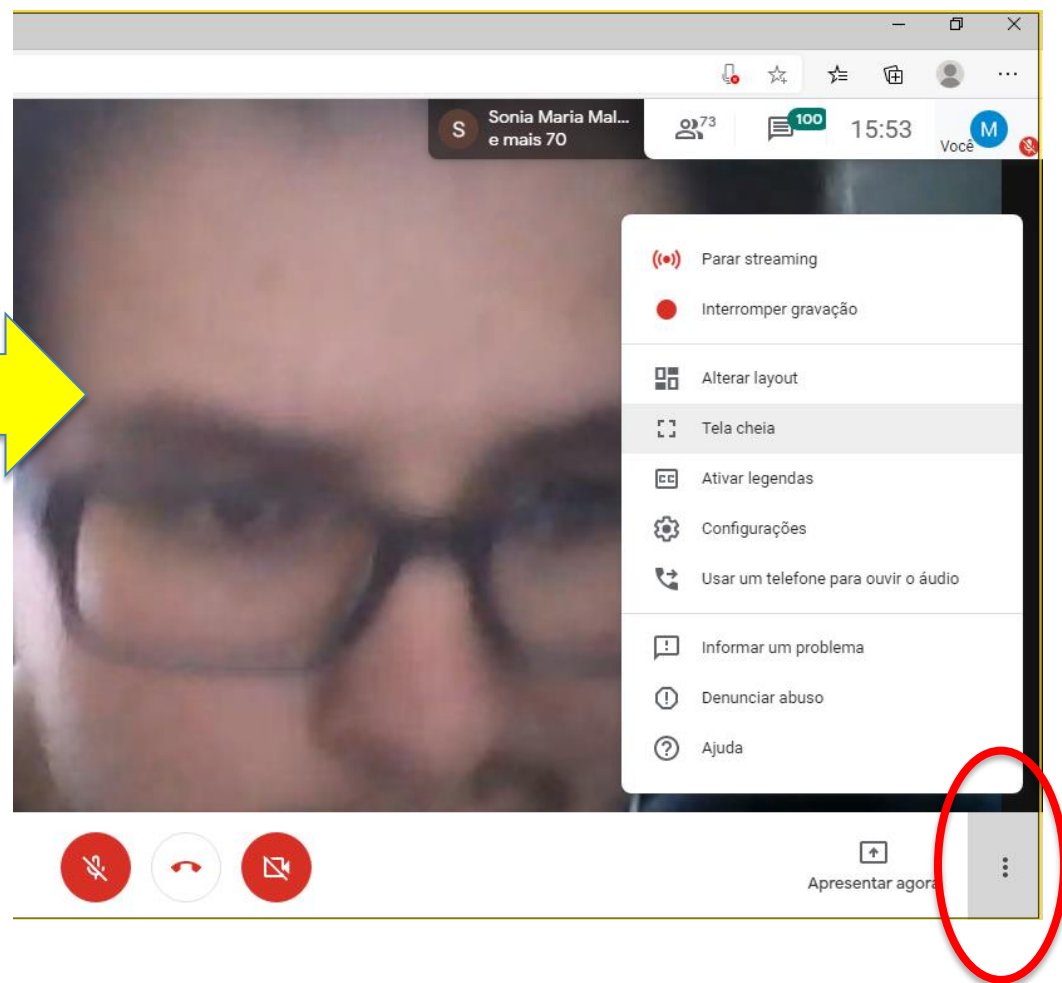 S
Sonia Maria Mal...
e mais 70
73
100
15:53
Você
M
Parar streaming
Interromper gravação
Alterar layout
Tela cheia
Ativar legendas
Configurações
Usar um telefone para ouvir o áudio
Informar um problema
Denunciar abuso
Ajuda
Apresentar agora